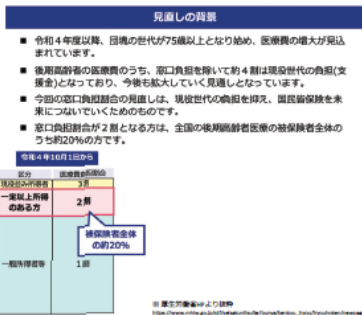 見直しの背景
■ 令和4年度以降、団塊の世代が75歳以上となり始め、医療費の増大が見込
まれています。
■ 後期高齢者の医療費のうち、窓口負担を除いて約4割は現役世代の負担(支
援金)となっており、今後も拡大していく見通しとなっています。
■ 今回の窓口負担割合の見直しは、現役世代の負担を抑え、国民皆保険を未
来につないでいくためのものです。
■ 窓口負担割合が2割となる方は、全国の後期高齢者医療の被保険者全体の
うち約20%の方です。
令和4年10月1日から
区分 医療費負担割合
現役並み所得者 3割
一定以上所得
のある方 2割
被保険者全体
の約20%
一般所得者等 1割
※ 厚生労働省HPより抜粋